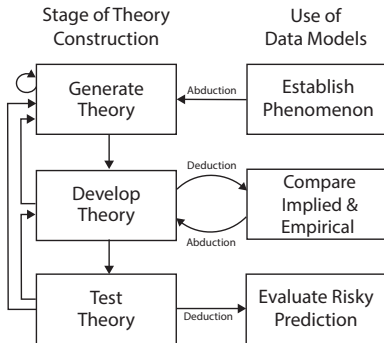 Stage of Theory
Construction
Use of
Data Models
Generate
Theory
Abduction
Establish
Phenomenon
Develop
Theory
Deduction
Abduction
Compare
Implied &
Empirical
Test
Theory
Deduction
Evaluate Risky
Prediction